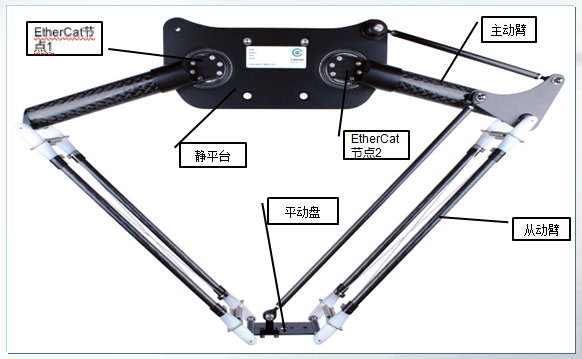 EtherCat节
点1
主动臂
EtherCat
节点2
静平台
平动盘
从动臂